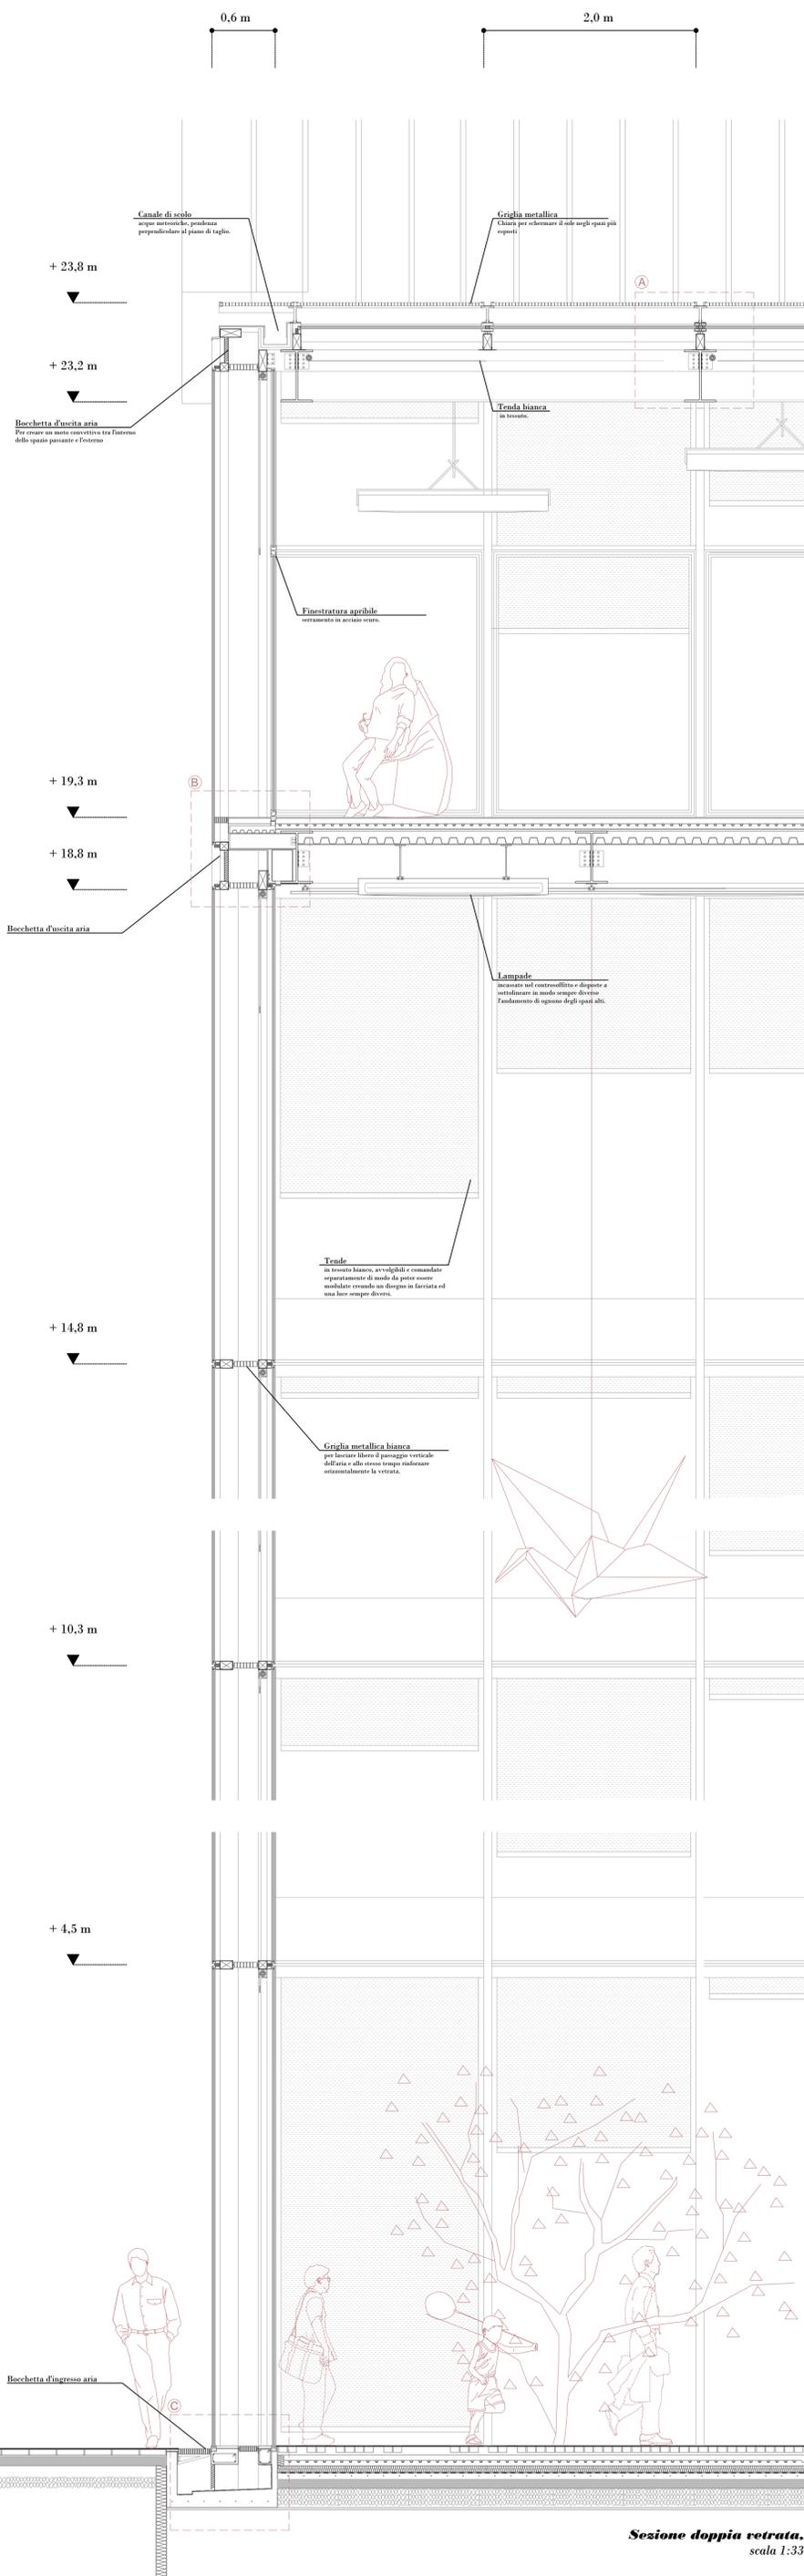 0,6 m
2,0 m
Canale di scolo
acque meteoriche, pendenza
perpendicolare al piano di taglio.
Griglia metallica
Chiara per schermare il sole negli spazi più
esposti
+ 23,8 m
A
+ 23,2 m
Bocchetta d'uscita aria
Per creare un moto convettivo tra l'interno
dello spazio passante e l'esterno
Tenda bianca
in tessuto.
Finestratura apribile
serramento in acciaio scuro.
+ 19,3 m
B
+ 18,8 m
Bocchetta d'uscita aria
Lampade
incassate nel controsoffitto e disposte a
sottolineare in modo sempre diverso
l'andamento di ognuno degli spazi alti.
Tende
in tessuto bianco, avvolgibili e comandate
separatamente di modo da poter essere
modulate creando un disegno in facciata ed
una luce sempre diversi.
+ 14,8 m
Griglia metallica bianca
per lasciare libero il passaggio verticale
dell'aria e allo stesso tempo rinforzare
orizzontalmente la vetrata.
+ 10,3 m
+ 4,5 m
Bocchetta d'ingresso aria
C
Sezione doppia vetrata,
scala 1:33